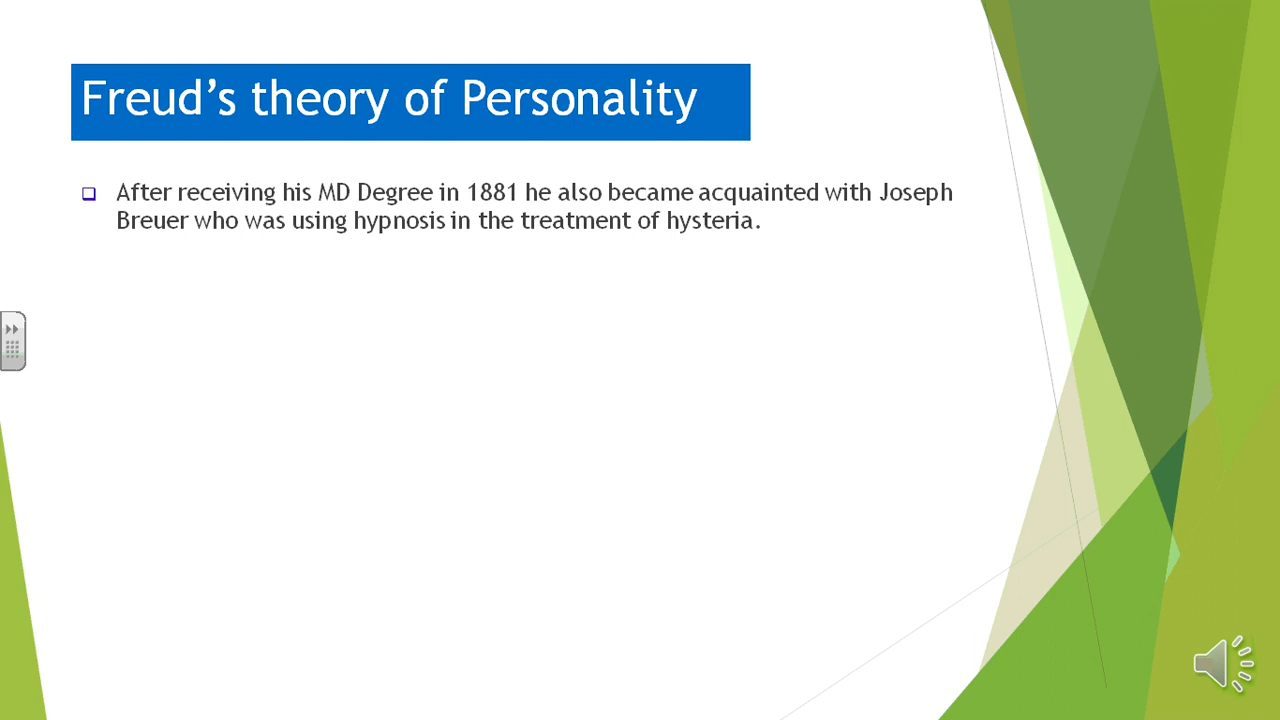 Freud’s theory of Personality
After receiving his MD Degree in 1881 he also became acquainted with Joseph
Breuer who was using hypnosis in the treatment of hysteria.